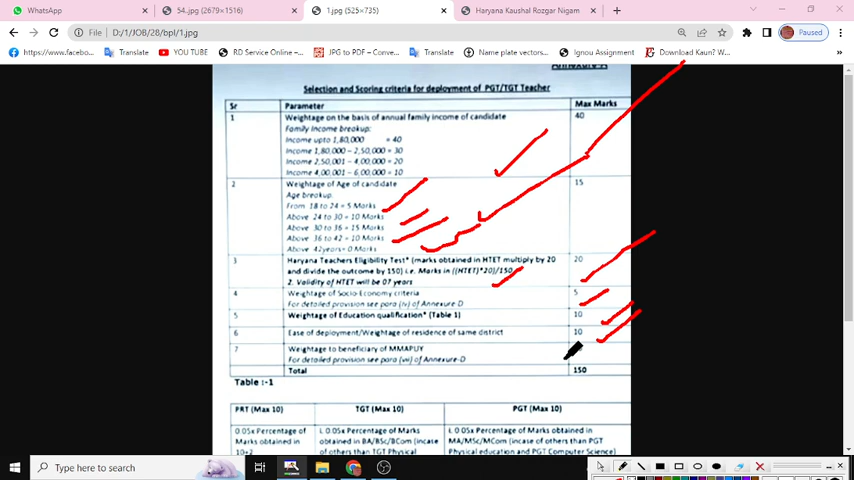 WhatsApp
54.jpg (2679×1516)
1.jpg (525×735)
Haryana Kaushal Rozgar Nigam
File
D:/1/JOB/28/bpl/1.jpg
Paused
https://www.facebo...
Translate
YOU TUBE
RD Service Online...
JPG to PDF – Conve...
Translate
Name plate vectors...
Ignou Assignment
Download Kaun? W...
Selection and Scoring criteria for deployment of PGT/TGT Teacher
Sr Parameter Max Marks
1 Weightage on the basis of annual family income of candidate 40
Family Income breakup:
Income upto 1,80,000 = 40
Income 1,80,000 – 2,50,000 = 30
Income 2,50,001 – 4,00,000 = 20
Income 4,00,001 – 6,00,000 = 10
2 Weightage of Age of candidate 15
Age breakup:
From 18 to 24 = 5 Marks
Above 24 to 30 = 10 Marks
Above 30 to 36 = 15 Marks
Above 36 to 42 = 10 Marks
Above 42years= 0 Marks
3 Haryana Teachers Eligibility Test* (marks obtained in HTET multiply by 20 20
and divide the outcome by 150) i.e. Marks in ((HTET)*20)/150
2. Validity of HTET will be 07 years
4 Weightage of Socio-Economy criteria 5
For detailed provision see para (iv) of Annexure-D
5 Weightage of Education qualification* (Table 1) 10
6 Ease of deployment/Weightage of residence of same district 10
7 Weightage to beneficiary of MMAPUY
For detailed provision see para (vii) of Annexure-D
Total 150
Table :-1
PRT (Max 10) TGT (Max 10) PGT (Max 10)
0.05x Percentage of i. 0.05x Percentage of Marks i. 0.05x Percentage of Marks obtained in
Marks obtained in obtained in BA/BSc/BCom (incase MA/MSc/MCom (incase of others than PGT
10+2 of others than TGT Physical Physical education and PGT Computer Science)
Type here to search